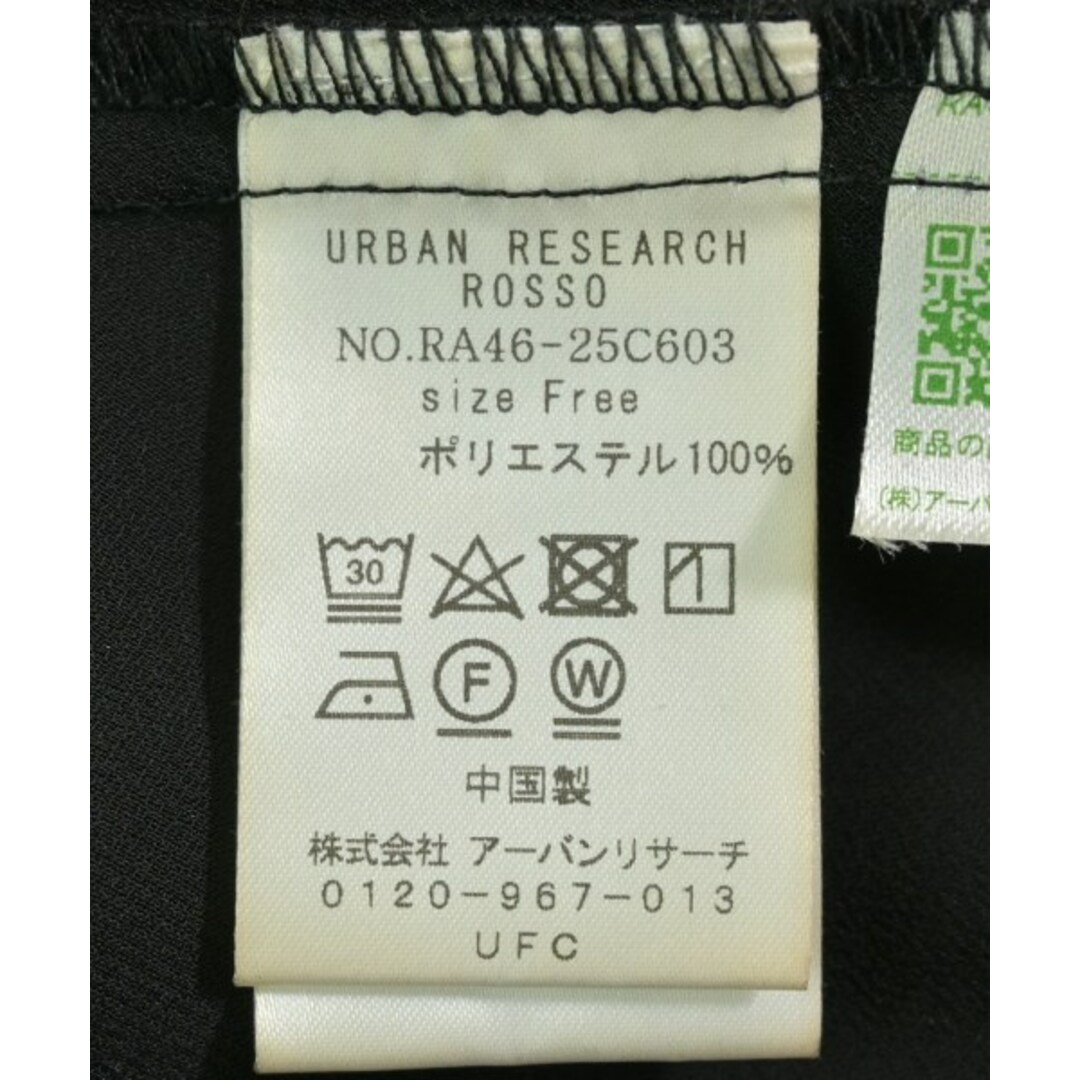 URBAN RESEARCH
ROSSO
NO.RA46-25C603
size Free
ポリエステル100%
30
F
W
中国製
株式会社 アーバンリサーチ
0120-967-013
UFC
RA
商品の
(株)アーバ